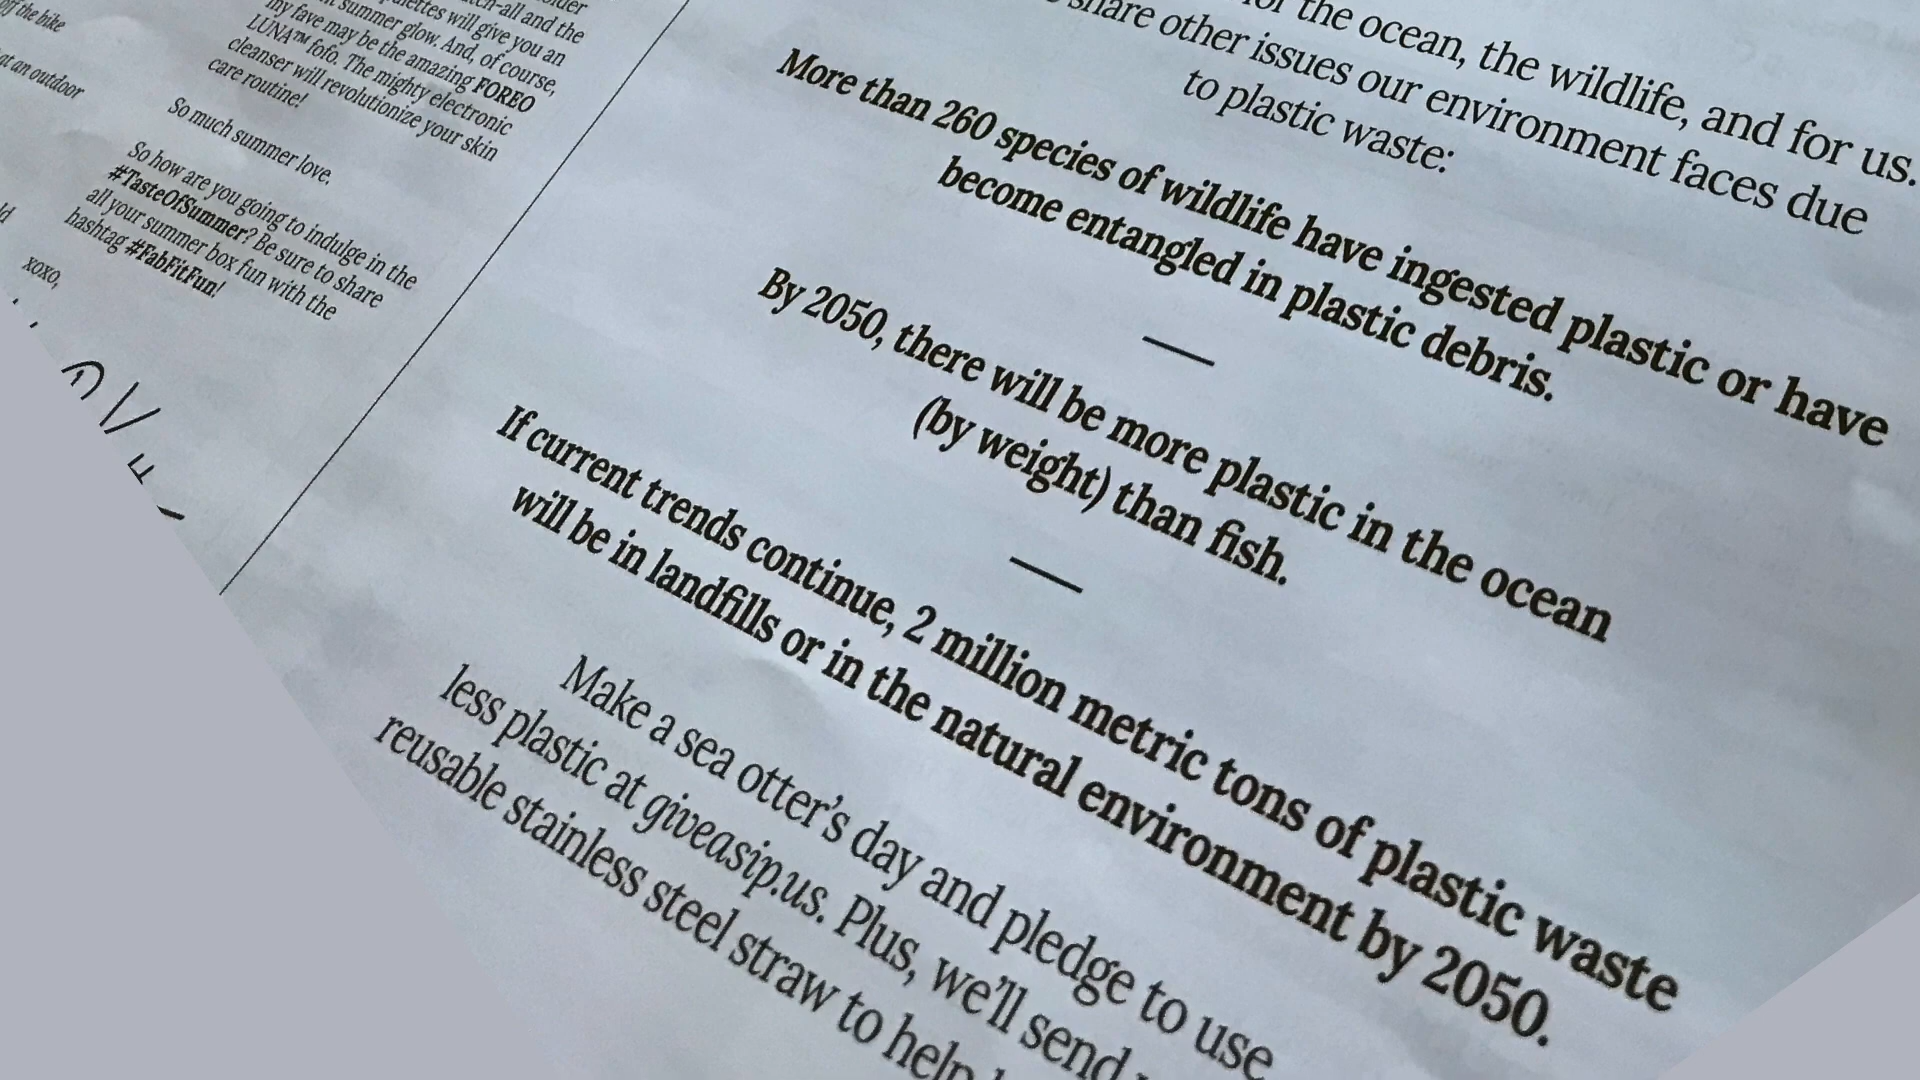 off the bike
at an outdoor
xoxo,
catch-all and the
will give you an
summer glow. And, of course,
my fave may be the amazing FOREO
LUNA™ fofo. The mighty electronic
cleanser will revolutionize your skin
care routine!
So much summer love.
So how are you going to indulge in the
#TasteOfSummer? Be sure to share
all your summer box fun with the
hashtag #FabFitFun!
the ocean, the wildlife, and for us.
share other issues our environment faces due
to plastic waste:
More than 260 species of wildlife have ingested plastic or have
become entangled in plastic debris.
By 2050, there will be more plastic in the ocean
(by weight) than fish.
If current trends continue, 2 million metric tons of plastic waste
will be in landfills or in the natural environment by 2050.
Make a sea otter's day and pledge to use
less plastic at giveasip.us. Plus, we'll send
reusable stainless steel straw to help